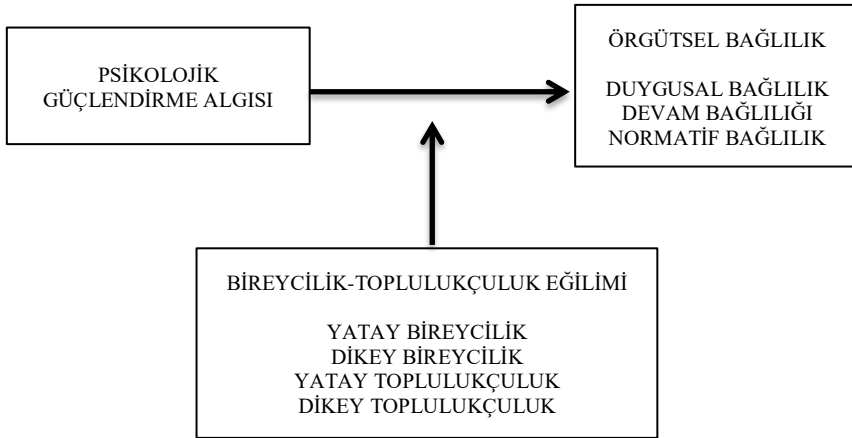 PSİKOLOJİK
GÜÇLENDİRME ALGISI
ÖRGÜTSEL BAĞLILIK
DUYGUSAL BAĞLILIK
DEVAM BAĞLILIĞI
NORMATİF BAĞLILIK
BİREYCİLİK-TOPLULUKÇULUK EĞİLİMİ
YATAY BİREYCİLİK
DİKEY BİREYCİLİK
YATAY TOPLULUKÇULUK
DİKEY TOPLULUKÇULUK